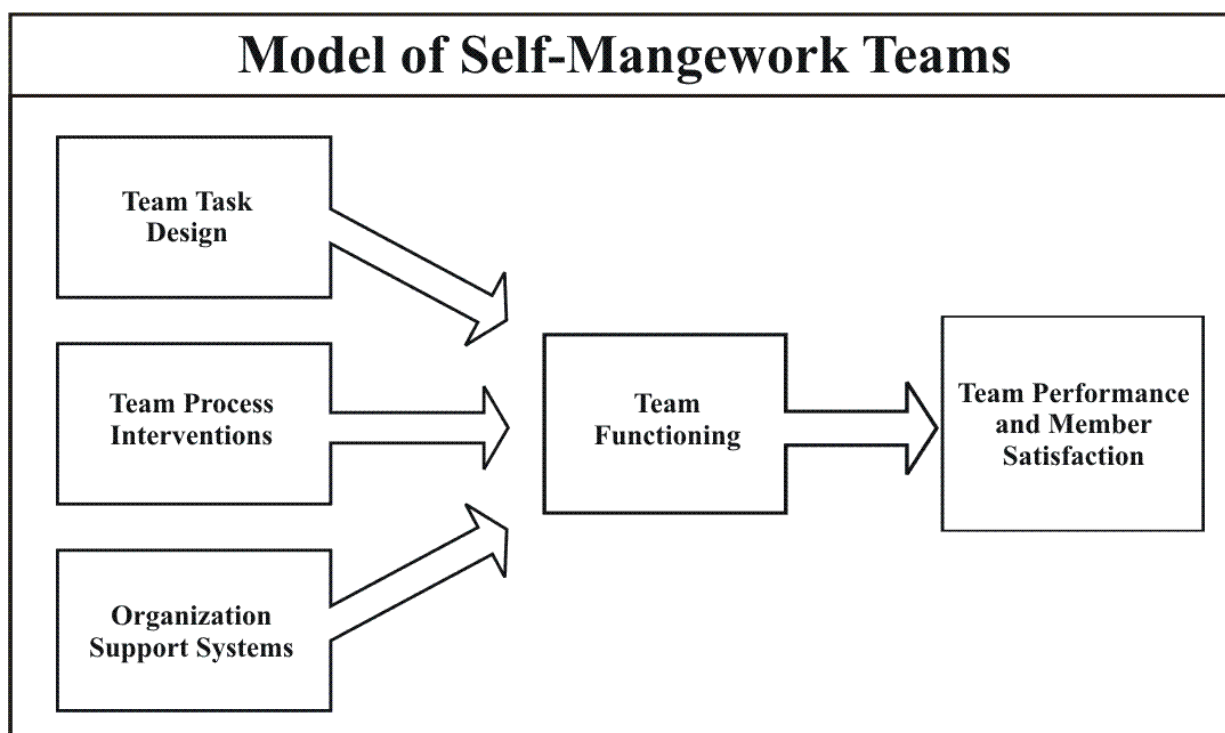 Model of Self-Mangework Teams
Team Task
Design
Team Process
Interventions
Organization
Support Systems
Team
Functioning
Team Performance
and Member
Satisfaction